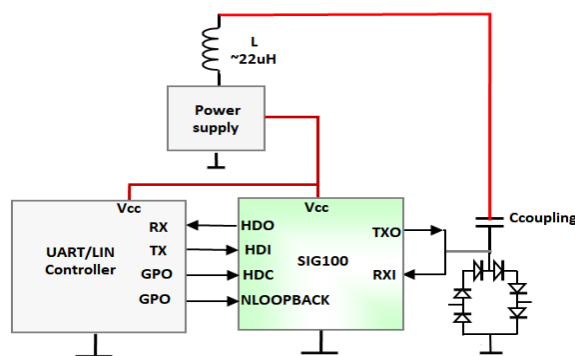 L
~22uH
Power
supply
Vcc
Vcc
Ccoupling
RX
HDO
TXO
UART/LIN
Controller
TX
HDI
SIG100
GPO
HDC
RXI
GPO
NLOOPBACK